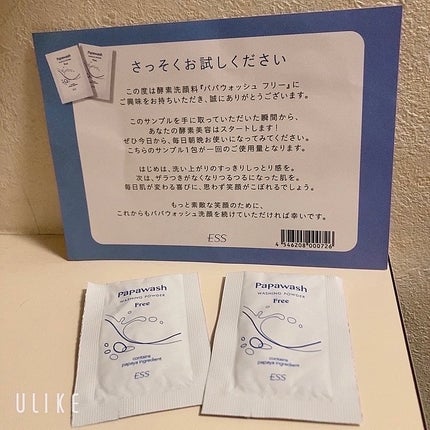 Papawash
さっそくお試しください
この度は酵素洗顔料『パパウォッシュ フリー』に
ご興味をお持ちいただき、誠にありがとうございます。
このサンプルを手に取っていただいた瞬間から、
あなたの酵素美容はスタートします！
ぜひ今日から、毎日朝晩お使いになってみてください。
こちらのサンプル1包が一回のご使用量となります。
はじめは、洗い上がりのすっきりしっとり感を。
次は、ザラつきがなくなりつるつるになった肌を。
毎日肌が変わる喜びに、思わず笑顔がこぼれるでしょう。
もっと素敵な笑顔のために、
これからもパパウォッシュ洗顔を続けていただければ幸いです。
ESS
4 546208 000726
Papawash
WASHING POWDER
Free
contains
papaya ingredient
ESS
Papawash
WASHING POWDER
Free
contains
papaya ingredient
ESS
ULIKE